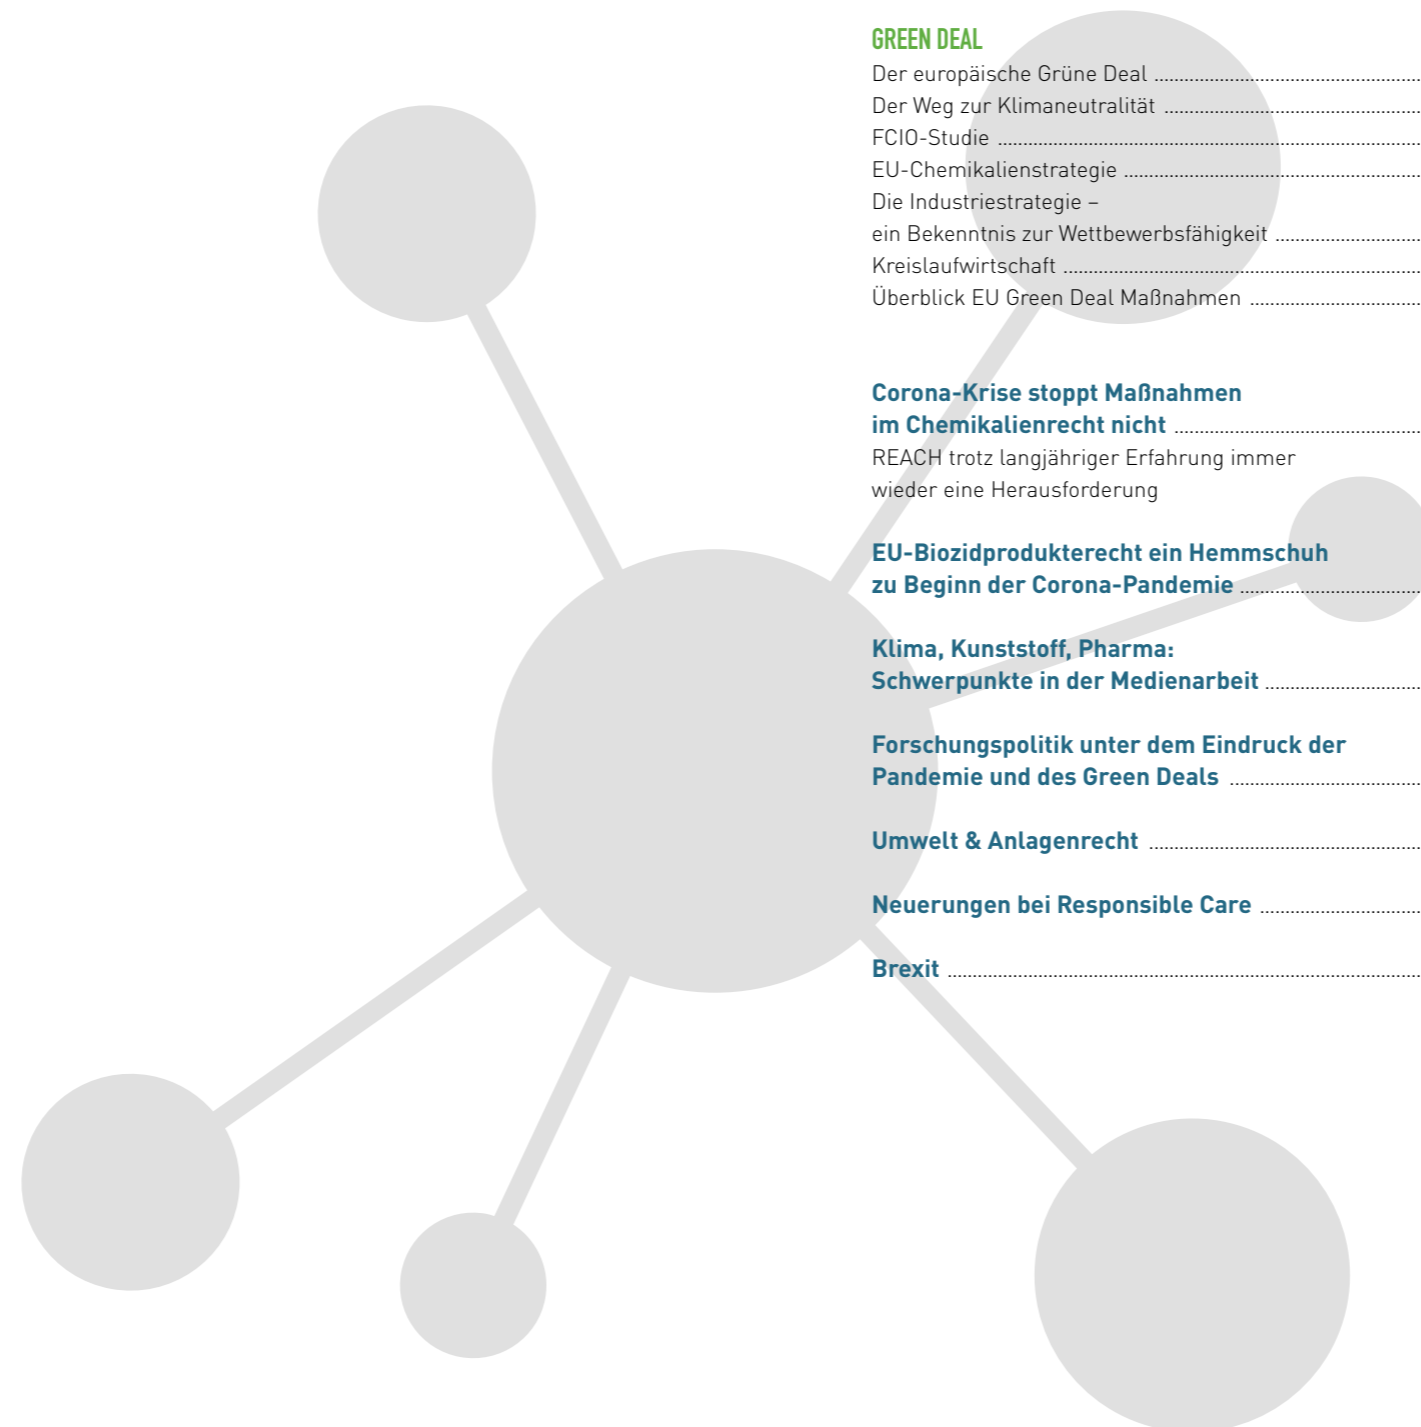 GREEN DEAL
Der europäische Grüne Deal ........................................................
Der Weg zur Klimaneutralität ......................................................
FCIO-Studie .......................................................................................
EU-Chemikalienstrategie ..............................................................
Die Industriestrategie –
ein Bekenntnis zur Wettbewerbsfähigkeit ..............................
Kreislaufwirtschaft .........................................................................
Überblick EU Green Deal Maßnahmen ...................................
Corona-Krise stoppt Maßnahmen
im Chemikalienrecht nicht ...................................................
REACH trotz langjähriger Erfahrung immer
wieder eine Herausforderung
EU-Biozidprodukterecht ein Hemmschuh
zu Beginn der Corona-Pandemie .....................................
Klima, Kunststoff, Pharma:
Schwerpunkte in der Medienarbeit ................................
Forschungspolitik unter dem Eindruck der
Pandemie und des Green Deals .......................................
Umwelt & Anlagenrecht ........................................................
Neuerungen bei Responsible Care .................................
Brexit ..................................................................................................